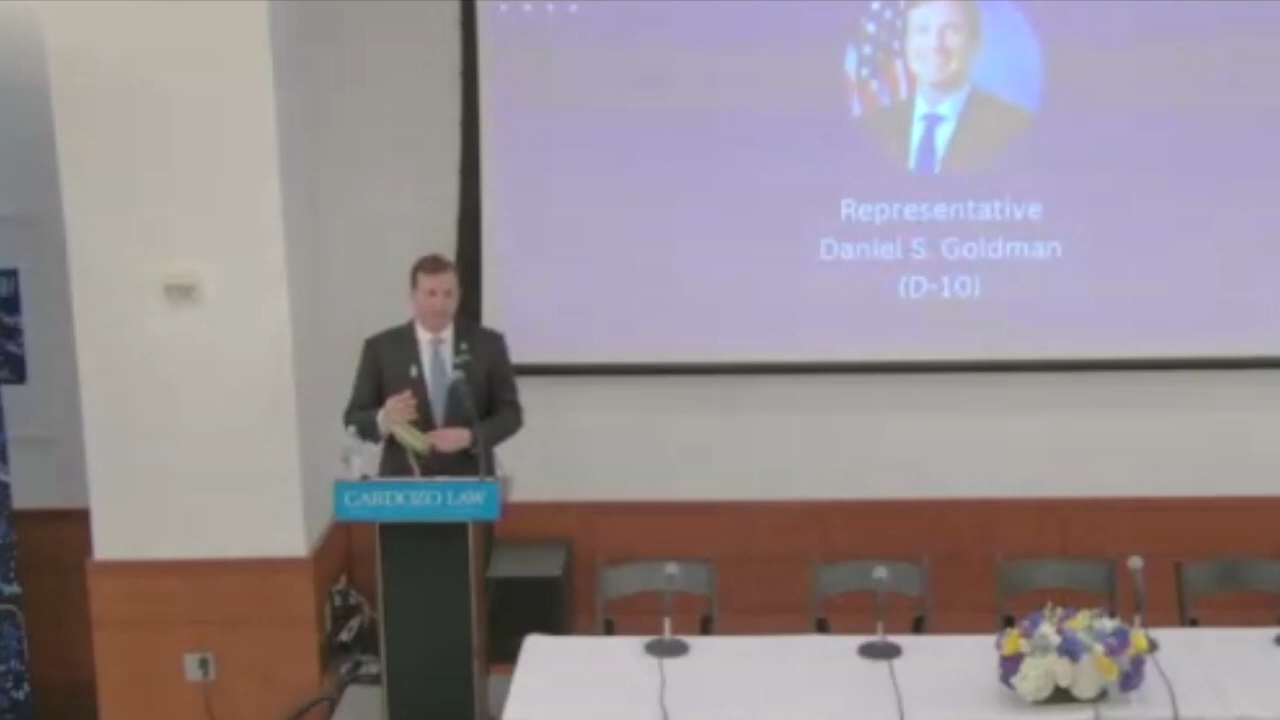 Representative
Daniel S. Goldman
(D-10)
CARDOZO LAW